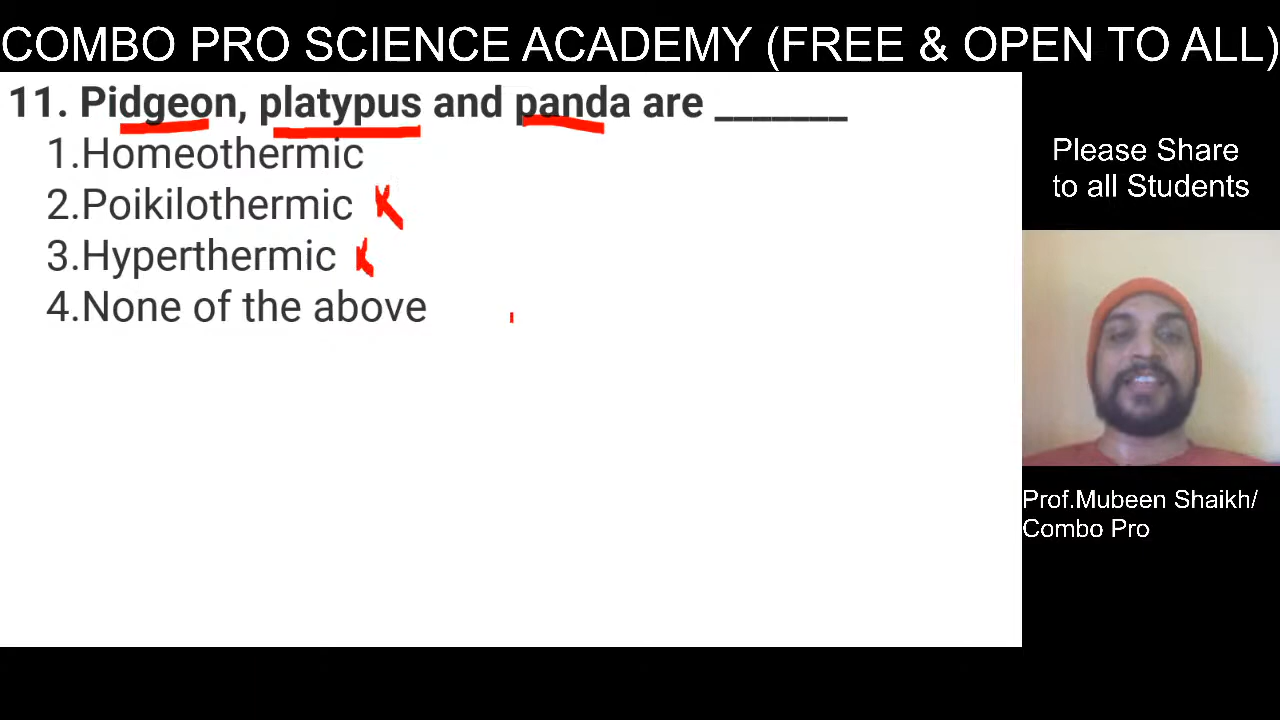 COMBO PRO SCIENCE ACADEMY (FREE & OPEN TO ALL)
11. Pidgeon, platypus and panda are _______
1.Homeothermic
2.Poikilothermic
3.Hyperthermic
4.None of the above
Please Share
to all Students
Prof.Mubeen Shaikh/
Combo Pro